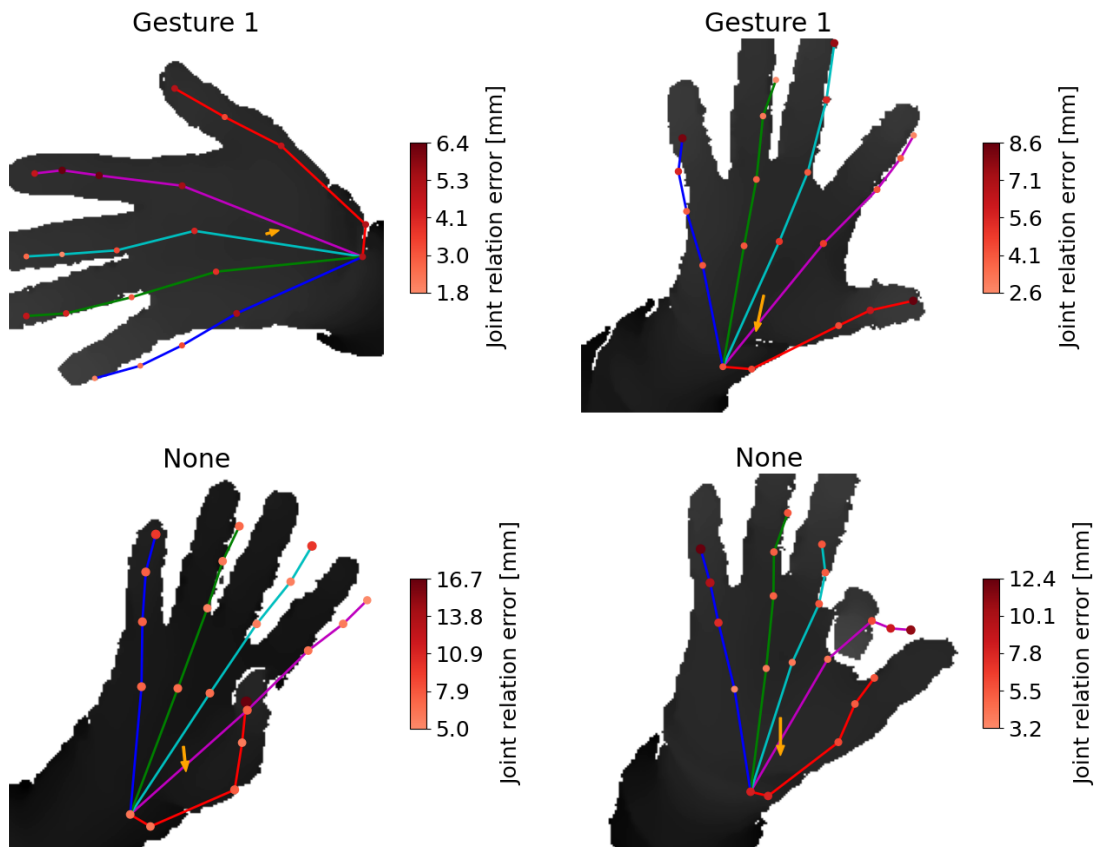 Gesture 1
6.4
5.3
4.1
3.0
1.8
Joint relation error [mm]
Gesture 1
8.6
7.1
5.6
4.1
2.6
Joint relation error [mm]
None
16.7
13.8
10.9
7.9
5.0
Joint relation error [mm]
None
12.4
10.1
7.8
5.5
3.2
Joint relation error [mm]